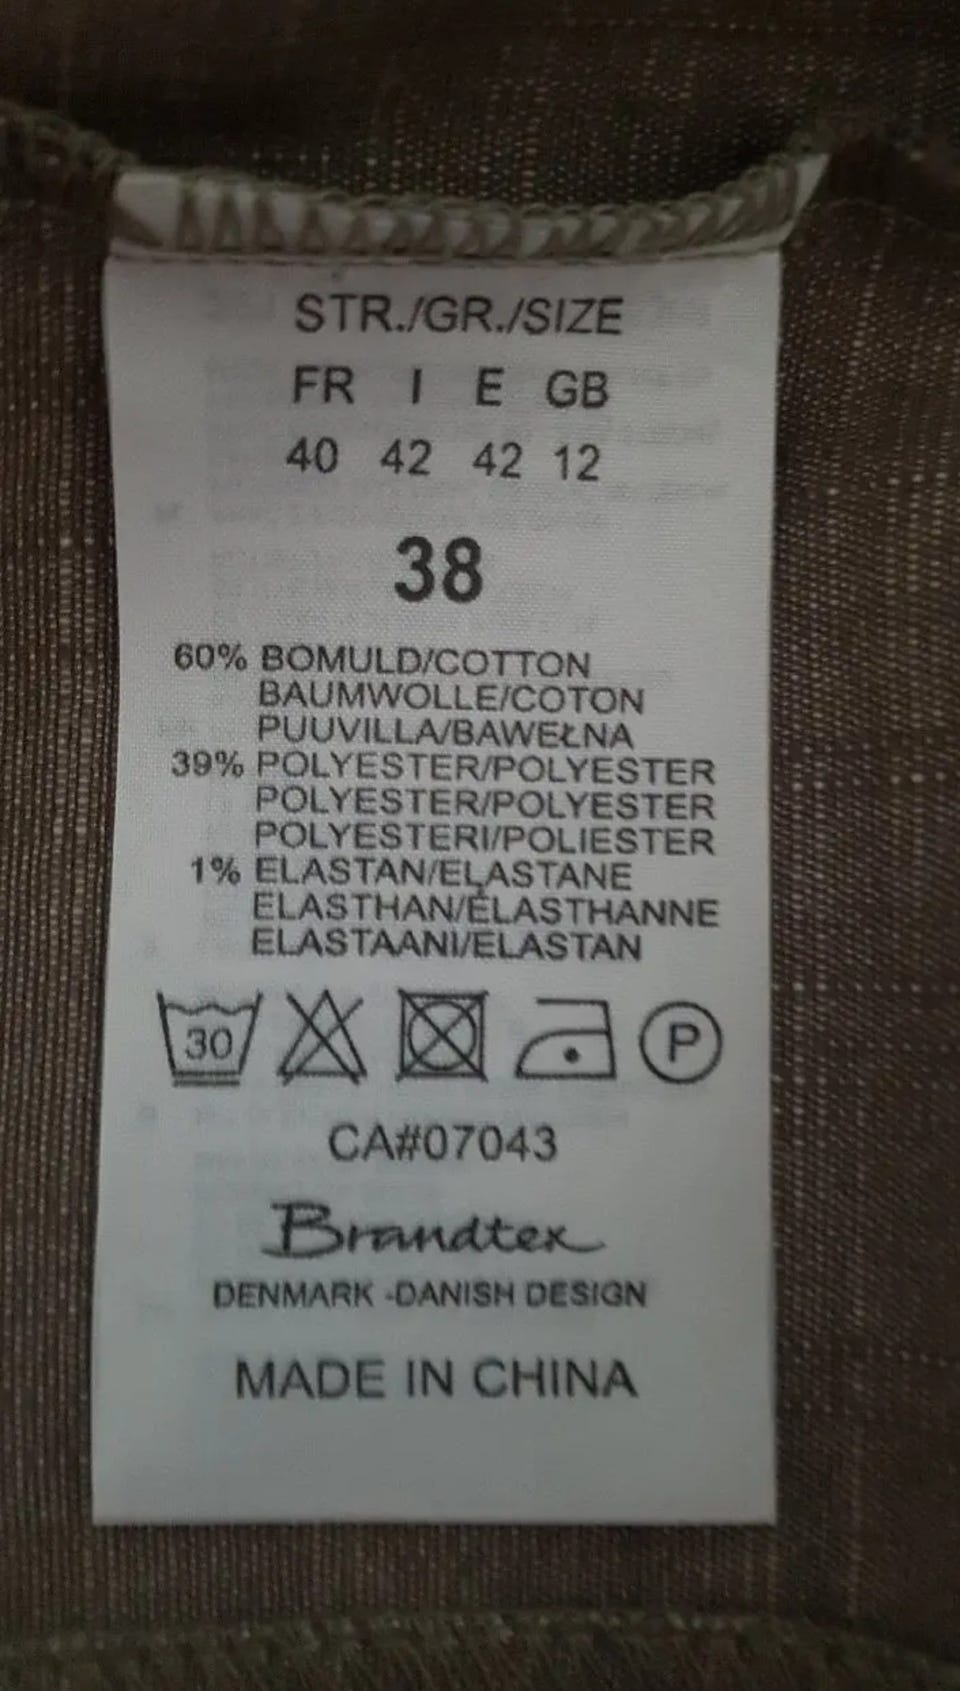 STR./GR./SIZE
FR I E GB
40 42 42 12
38
60% BOMULD/COTTON
BAUMWOLLE/COTON
PUUVILLA/BAWEŁNA
39% POLYESTER/POLYESTER
POLYESTER/POLYESTER
POLYESTERI/POLIESTER
1% ELASTAN/ELASTANE
ELASTHAN/ÉLASTHANNE
ELASTAANI/ELASTAN
30 P
CA#07043
Brandtex
DENMARK -DANISH DESIGN
MADE IN CHINA